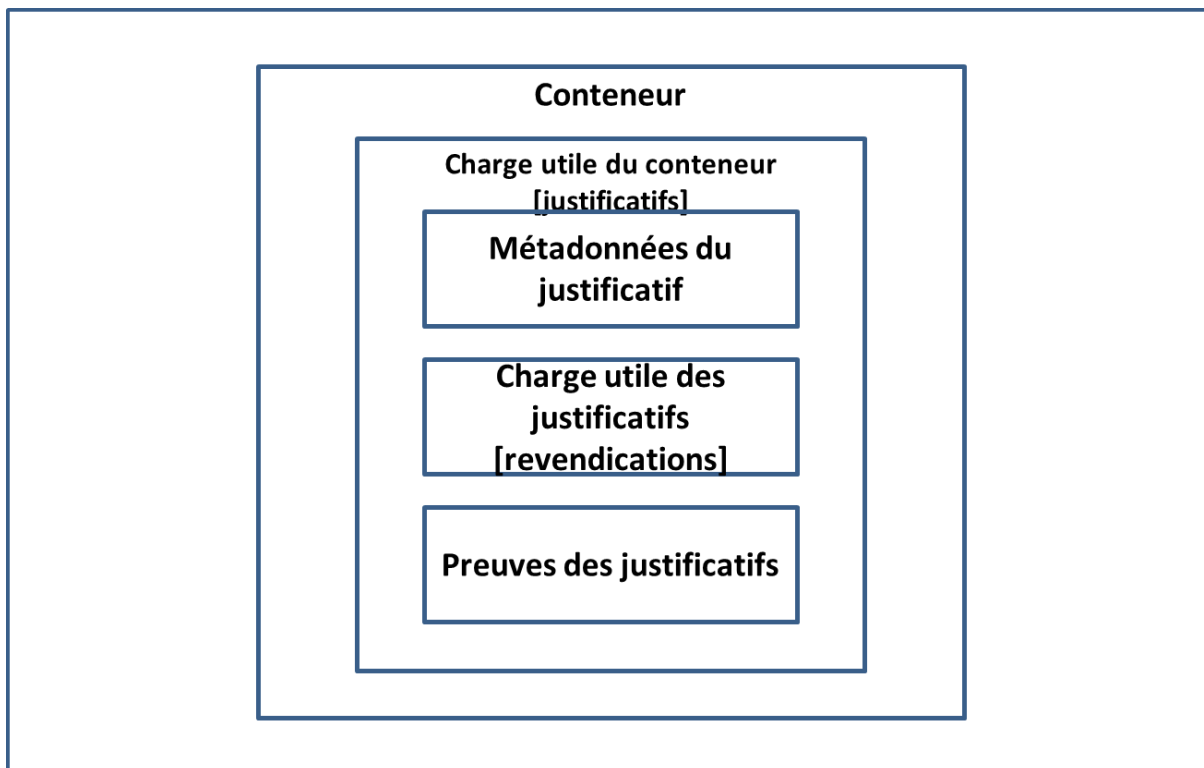 Conteneur
Charge utile du conteneur
[justificatifs]
Métadonnées du
justificatif
Charge utile des
justificatifs
[revendications]
Preuves des justificatifs